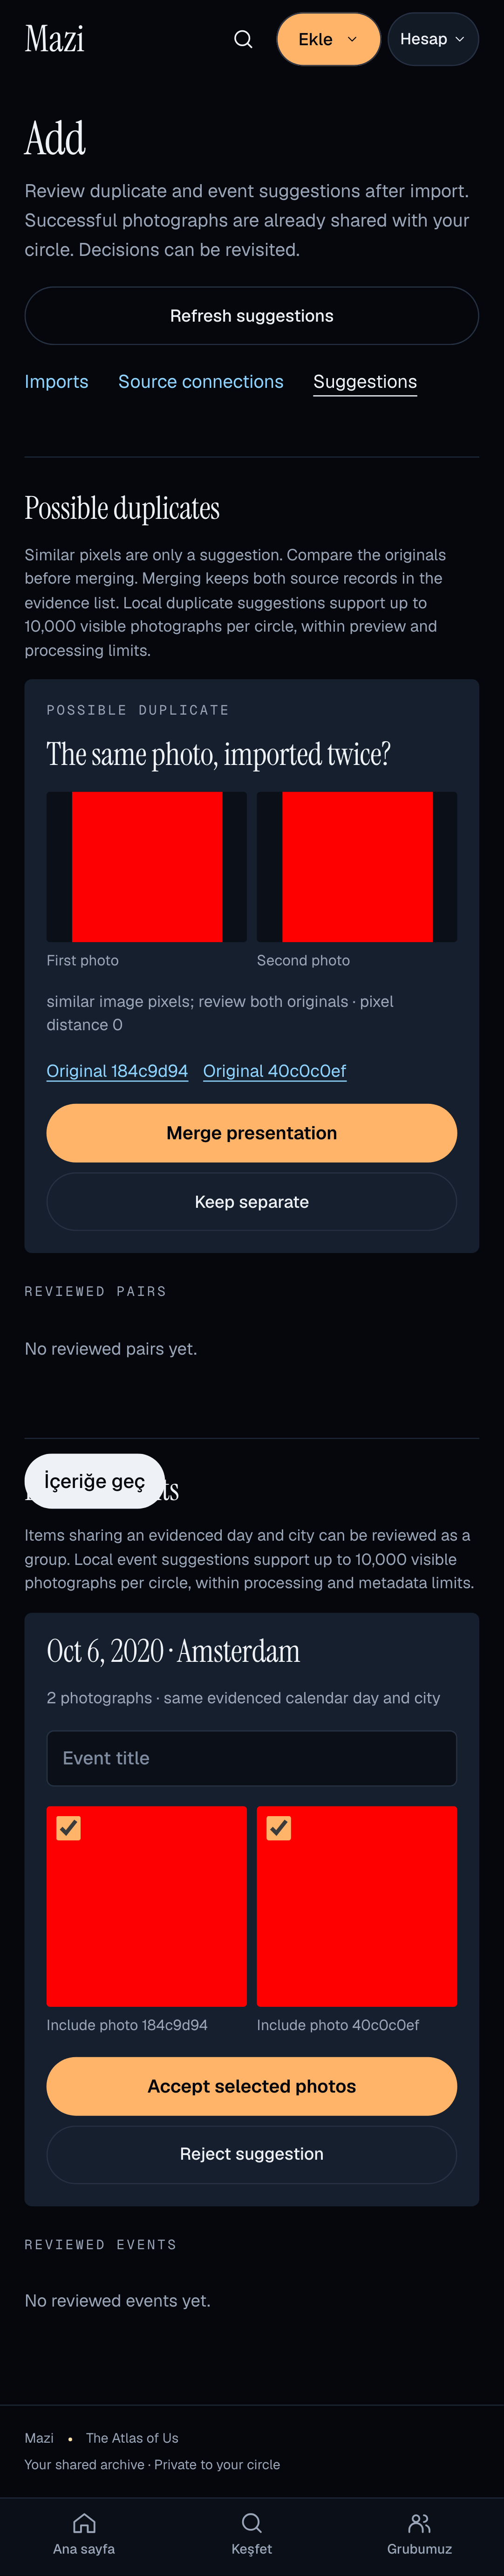 Mazi
Ekle
Hesap
Add
Review duplicate and event suggestions after import.
Successful photographs are already shared with your
circle. Decisions can be revisited.
Refresh suggestions
Imports Source connections Suggestions
Possible duplicates
Similar pixels are only a suggestion. Compare the originals
before merging. Merging keeps both source records in the
evidence list. Local duplicate suggestions support up to
10,000 visible photographs per circle, within preview and
processing limits.
POSSIBLE DUPLICATE
The same photo, imported twice?
First photo
Second photo
similar image pixels; review both originals · pixel
distance 0
Original 184c9d94 Original 40c0c0ef
Merge presentation
Keep separate
REVIEWED PAIRS
No reviewed pairs yet.
İçeriğe geç
Items sharing an evidenced day and city can be reviewed as a
group. Local event suggestions support up to 10,000 visible
photographs per circle, within processing and metadata limits.
Oct 6, 2020 · Amsterdam
2 photographs · same evidenced calendar day and city
Event title
Include photo 184c9d94
Include photo 40c0c0ef
Accept selected photos
Reject suggestion
REVIEWED EVENTS
No reviewed events yet.
Mazi • The Atlas of Us
Your shared archive · Private to your circle
Ana sayfa
Keşfet
Grubumuz